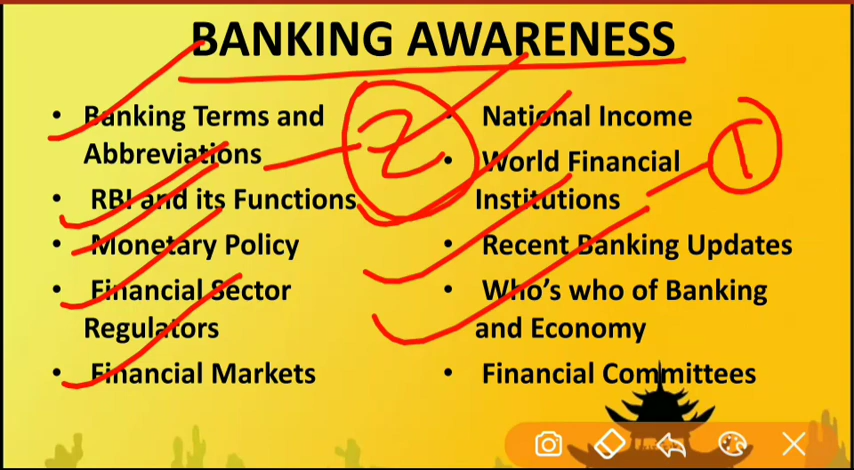 BANKING AWARENESS
• Banking Terms and
Abbreviations
• RBI and its Functions
• Monetary Policy
• Financial Sector
Regulators
• Financial Markets
2
• National Income
• World Financial
Institutions
1
• Recent Banking Updates
• Who's who of Banking
and Economy
• Financial Committees